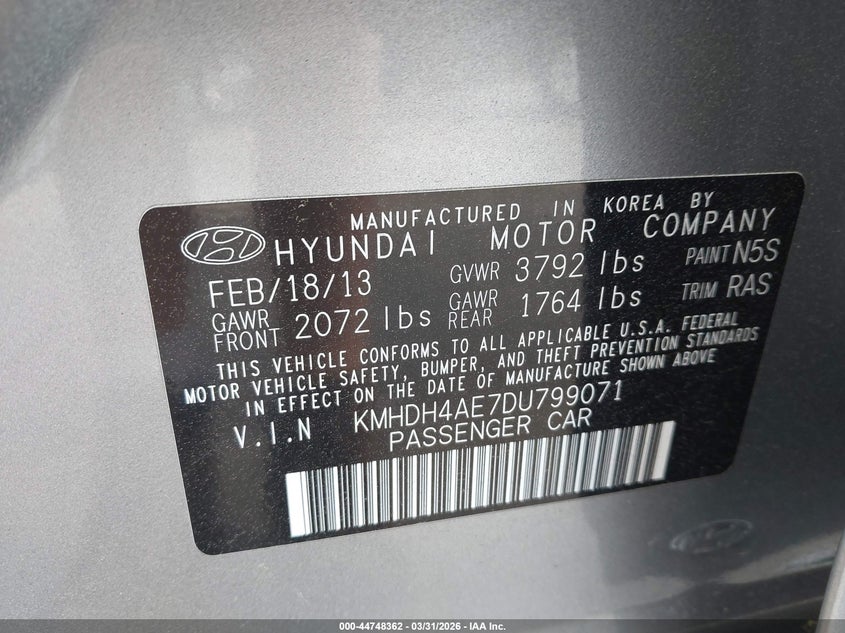 MANUFACTURED IN KOREA BY
HYUNDAI MOTOR COMPANY
FEB/18/13 GVWR 3792 lbs PAINT N5S
GAWR FRONT 2072 lbs GAWR REAR 1764 lbs TRIM RAS
THIS VEHICLE CONFORMS TO ALL APPLICABLE U.S.A. FEDERAL
MOTOR VEHICLE SAFETY, BUMPER, AND THEFT PREVENTION STANDARDS
IN EFFECT ON THE DATE OF MANUFACTURE SHOWN ABOVE
V.I.N KMHDH4AE7DU799071
PASSENGER CAR
000-44748362 - 03/31/2026 - IAA Inc.